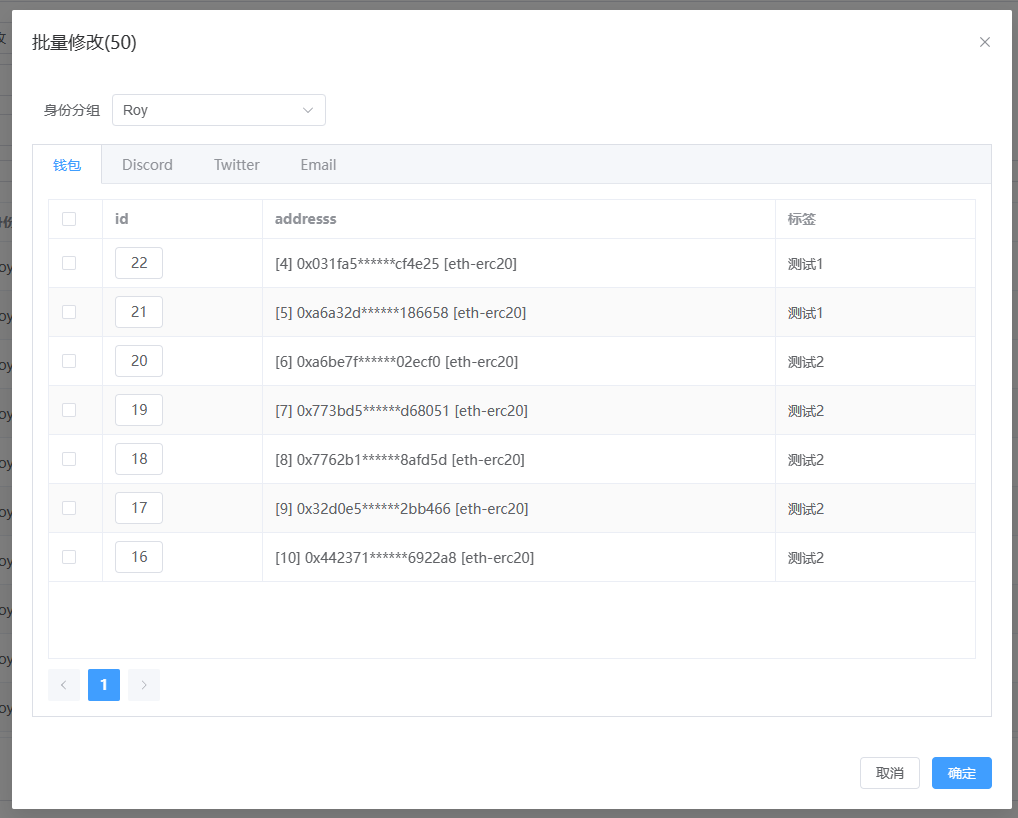 批量修改(50)
身份分组 Roy
钱包 Discord Twitter Email
id addresss 标签
22 [4] 0x031fa5******cf4e25 [eth-erc20] 测试1
21 [5] 0xa6a32d******186658 [eth-erc20] 测试1
20 [6] 0xa6be7f******02ecf0 [eth-erc20] 测试2
19 [7] 0x773bd5******d68051 [eth-erc20] 测试2
18 [8] 0x7762b1******8afd5d [eth-erc20] 测试2
17 [9] 0x32d0e5******2bb466 [eth-erc20] 测试2
16 [10] 0x442371******6922a8 [eth-erc20] 测试2
1
取消 确定